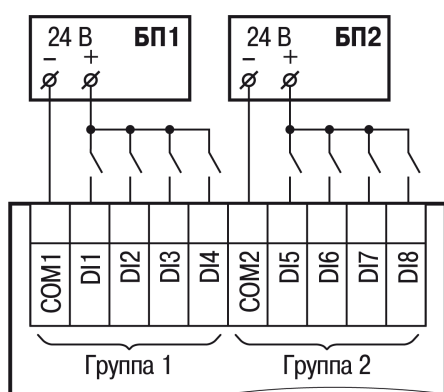 24 В БП1 24 В БП2
– + – +
COM1 DI1 DI2 DI3 DI4 COM2 DI5 DI6 DI7 DI8
Группа 1 Группа 2